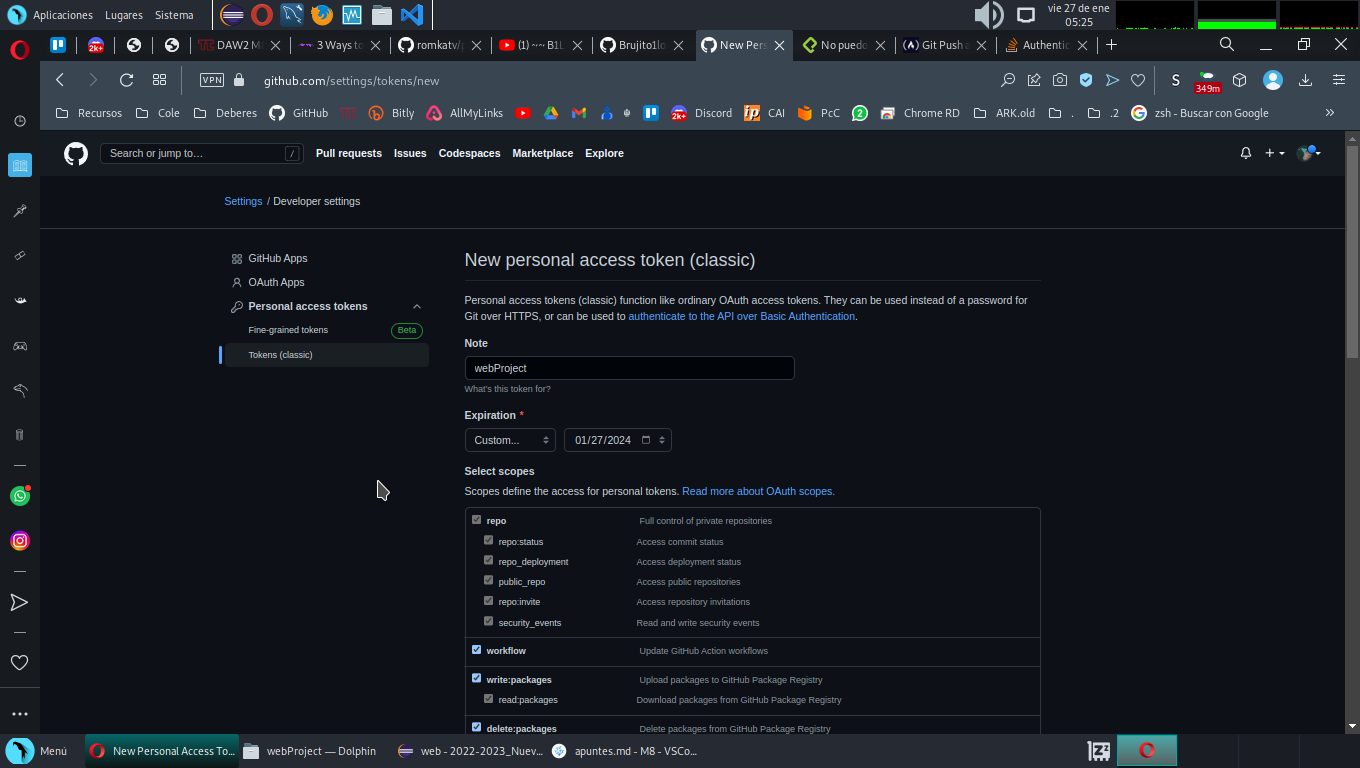 Aplicaciones Lugares Sistema
vie 27 de ene
05:25
2k+
DAW2 M
3 Ways to
romkatv/p
(1) ~~ B1L
Brujito1lo
New Pers
No puedo
Git Push a
Authentic
VPN github.com/settings/tokens/new
S
349m
Recursos Cole Deberes GitHub Bitly AllMyLinks 2k+ Discord CAI PcC 2 Chrome RD ARK.old . .2 zsh - Buscar con Google »
Search or jump to… / Pull requests Issues Codespaces Marketplace Explore
Settings / Developer settings
GitHub Apps
OAuth Apps
Personal access tokens
Fine-grained tokens Beta
Tokens (classic)
New personal access token (classic)
Personal access tokens (classic) function like ordinary OAuth access tokens. They can be used instead of a password for
Git over HTTPS, or can be used to authenticate to the API over Basic Authentication.
Note
webProject
What's this token for?
Expiration *
Custom... 01/27/2024
Select scopes
Scopes define the access for personal tokens. Read more about OAuth scopes.
repo Full control of private repositories
repo:status Access commit status
repo_deployment Access deployment status
public_repo Access public repositories
repo:invite Access repository invitations
security_events Read and write security events
workflow Update GitHub Action workflows
write:packages Upload packages to GitHub Package Registry
read:packages Download packages from GitHub Package Registry
delete:packages Delete packages from GitHub Package Registry
Menú New Personal Access To... webProject — Dolphin web - 2022-2023_Nuev... apuntes.md - M8 - VSCo...